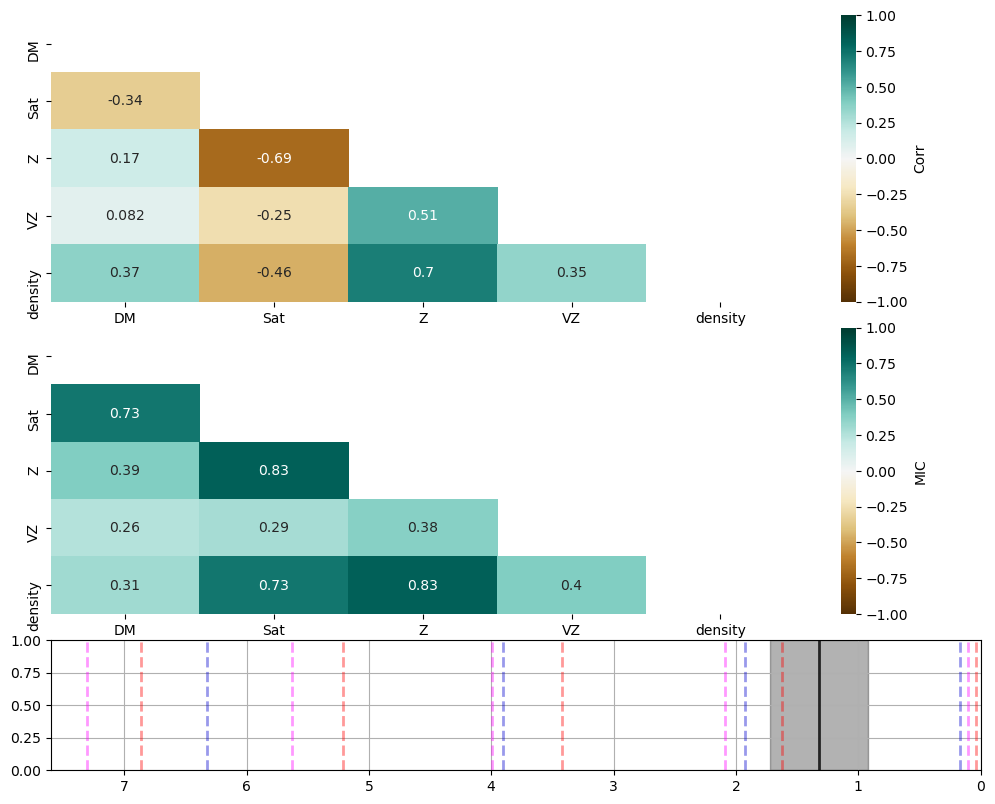 1.00
DM
0.75
Sat
-0.34
0.50
0.25
Z
0.17
-0.69
0.00
Corr
−0.25
VZ
0.082
-0.25
0.51
−0.50
density
0.37
-0.46
0.7
0.35
−0.75
−1.00
DM
Sat
Z
VZ
density
1.00
DM
0.75
Sat
0.73
0.50
0.25
Z
0.39
0.83
0.00
MIC
−0.25
VZ
0.26
0.29
0.38
−0.50
density
0.31
0.73
0.83
0.4
−0.75
−1.00
DM
Sat
Z
VZ
density
1.00
0.75
0.50
0.25
0.00
7
6
5
4
3
2
1
0